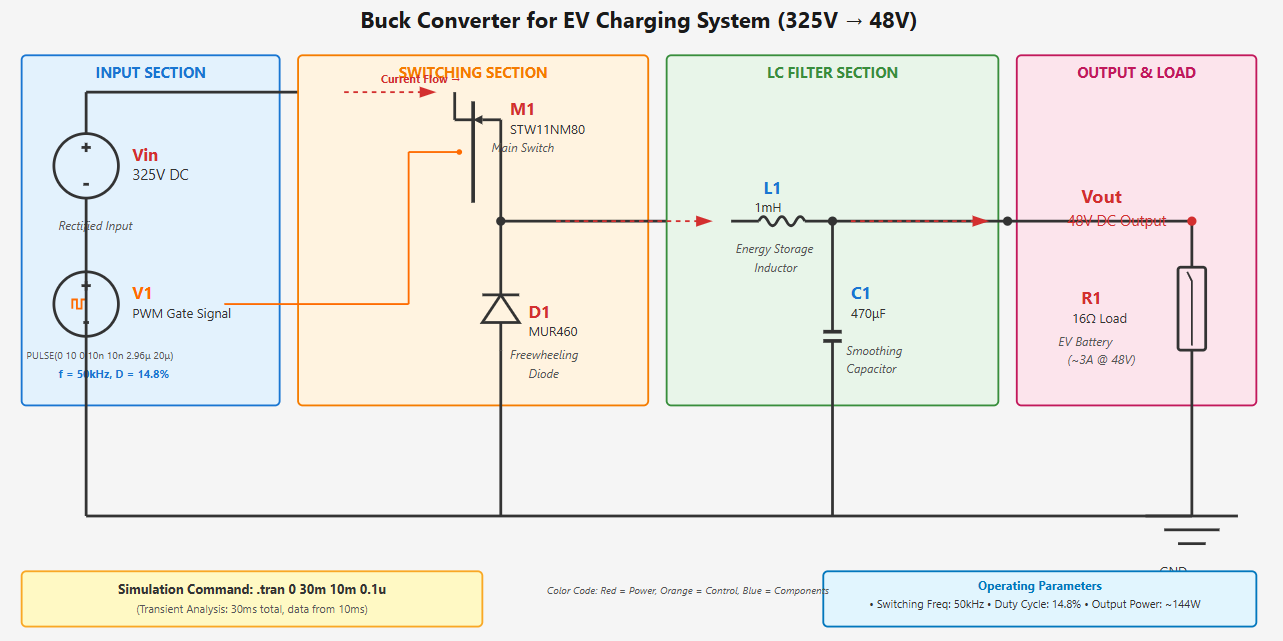 Buck Converter for EV Charging System (325V → 48V)
INPUT SECTION
SWITCHING SECTION
LC FILTER SECTION
OUTPUT & LOAD
Current Flow →
M1
STW11NM80
Main Switch
+
-
Vin
325V DC
Rectified Input
L1
1mH
Energy Storage
Inductor
Vout
48V DC Output
+
-
V1
PWM Gate Signal
PULSE(0 10 0 10n 10n 2.96μ 20μ)
f = 50kHz, D = 14.8%
D1
MUR460
Freewheeling
Diode
C1
470μF
Smoothing
Capacitor
R1
16Ω Load
EV Battery
(~3A @ 48V)
GND
Simulation Command: .tran 0 30m 10m 0.1u
(Transient Analysis: 30ms total, data from 10ms)
Color Code: Red = Power, Orange = Control, Blue = Components
Operating Parameters
• Switching Freq: 50kHz • Duty Cycle: 14.8% • Output Power: ~144W